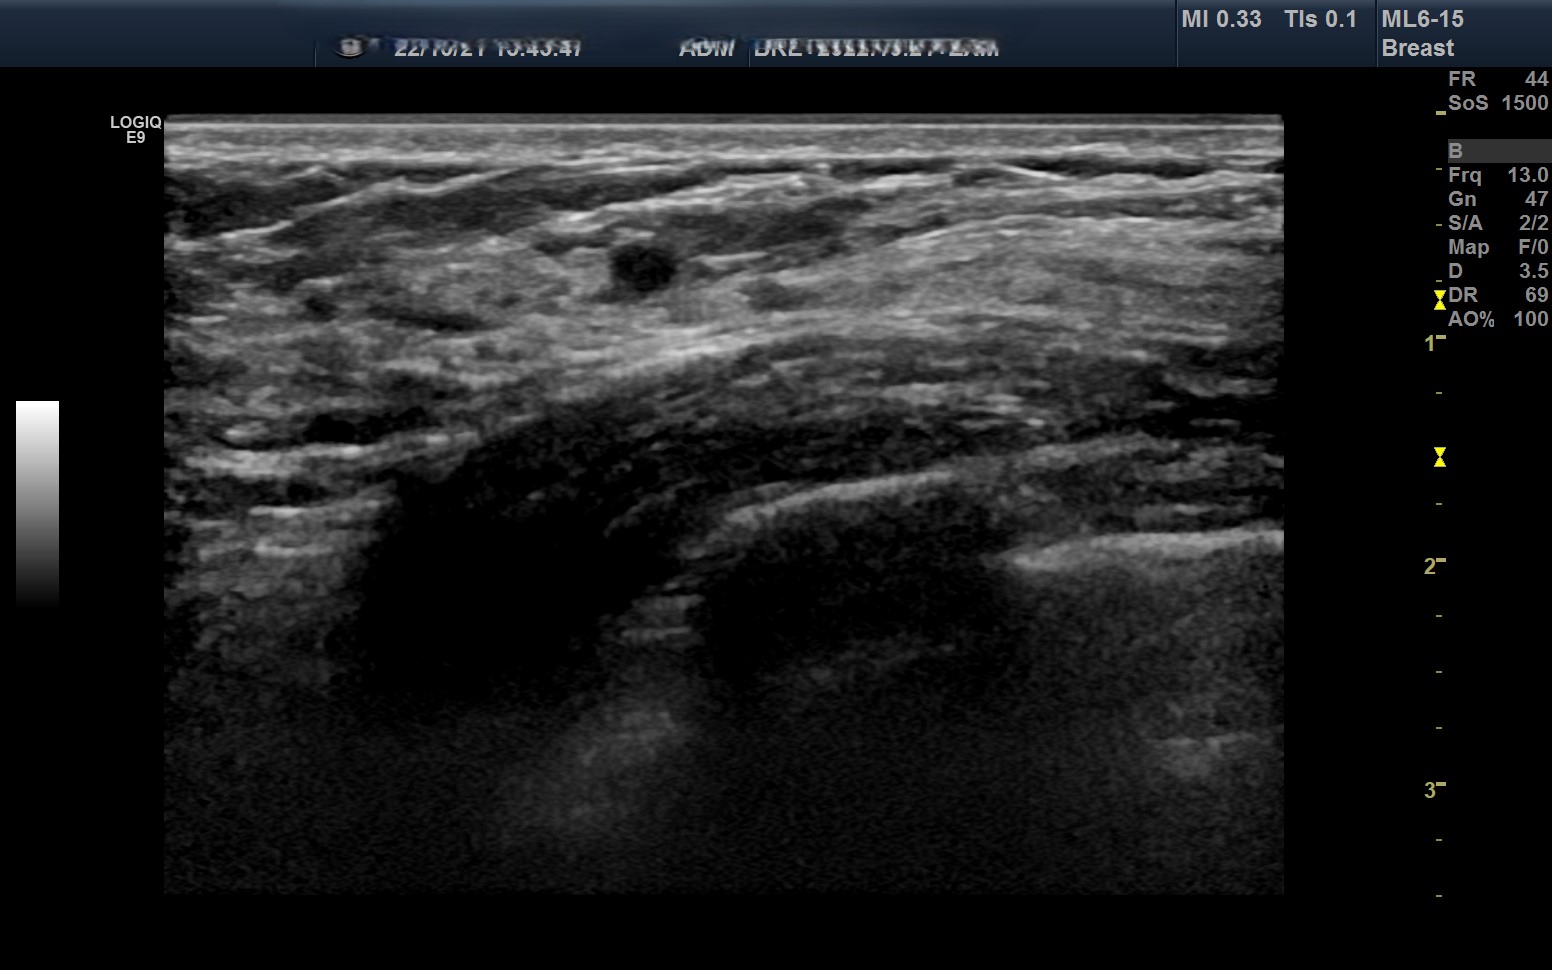 MI 0.33 TIs 0.1 ML6-15
Breast
LOGIQ
E9
FR 44
SoS 1500
B
Frq 13.0
Gn 47
S/A 2/2
Map F/0
D 3.5
DR 69
AO% 100
1
2
3